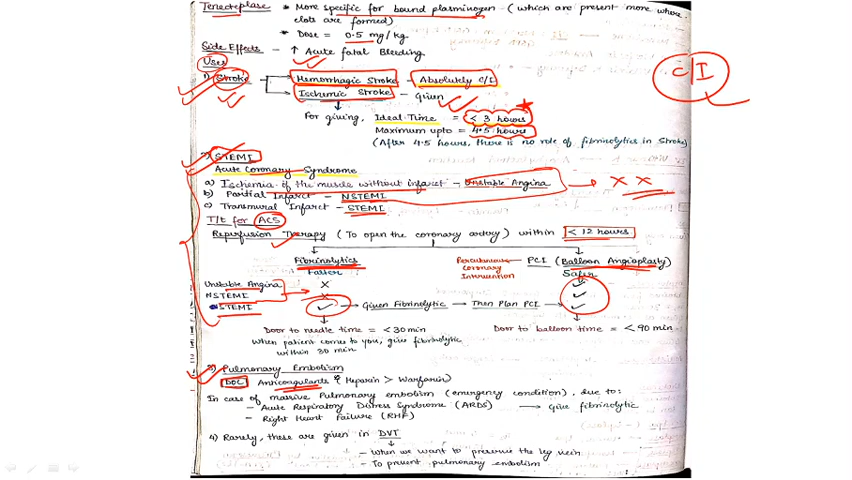 Tenecteplase * More specific for bound plasminogen - (which are present more where
clots are formed)
* Dose = 0.5 mg/kg.
Side Effects - ↑ Acute fatal Bleeding.
Uses
1) Stroke → Hemorrhagic Stroke - Absolutely C/I
→ Ischemic Stroke - Given
C/I
For giving, Ideal Time = < 3 hours
Maximum upto = 4.5 hours
(After 4.5 hours, there is no role of fibrinolytics in Stroke)
2) STEMI
Acute Coronary Syndrome
a) Ischemia of the muscle without infarct - Unstable Angina → × ×
b) Partial Infarct - NSTEMI
c) Transmural Infarct - STEMI
T/t for ACS
Reperfusion Therapy (To open the coronary artery) within < 12 hours
Fibrinolytics
Faster
Percutaneous Coronary Intervention
PCI (Balloon Angioplasty)
Safer
Unstable Angina × ✓
NSTEMI × ✓
STEMI ✓ → Given Fibrinolytic → Then Plan PCI ✓
Door to needle time = < 30 min
Door to balloon time = < 90 min
When patient comes to you, give fibrinolytic
within 30 min
3) Pulmonary Embolism
DOC Anticoagulants (Heparin > Warfarin)
In case of massive Pulmonary embolism (emergency condition), due to:
- Acute Respiratory Distress Syndrome (ARDS) → Give fibrinolytic
- Right Heart Failure (RHF)
4) Rarely, these are given in DVT
- When we want to preserve the leg vein
- To prevent pulmonary embolism